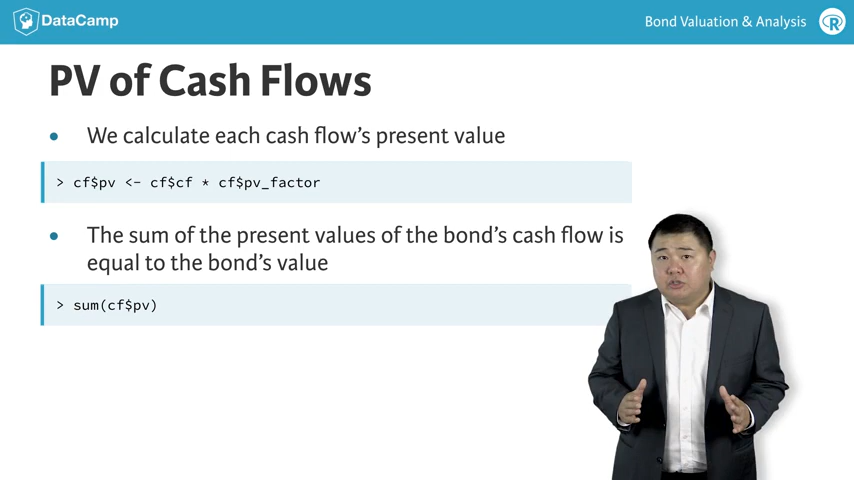 DataCamp
Bond Valuation & Analysis
R
PV of Cash Flows
• We calculate each cash flow's present value
> cf$pv <- cf$cf * cf$pv_factor
• The sum of the present values of the bond's cash flow is
equal to the bond's value
> sum(cf$pv)